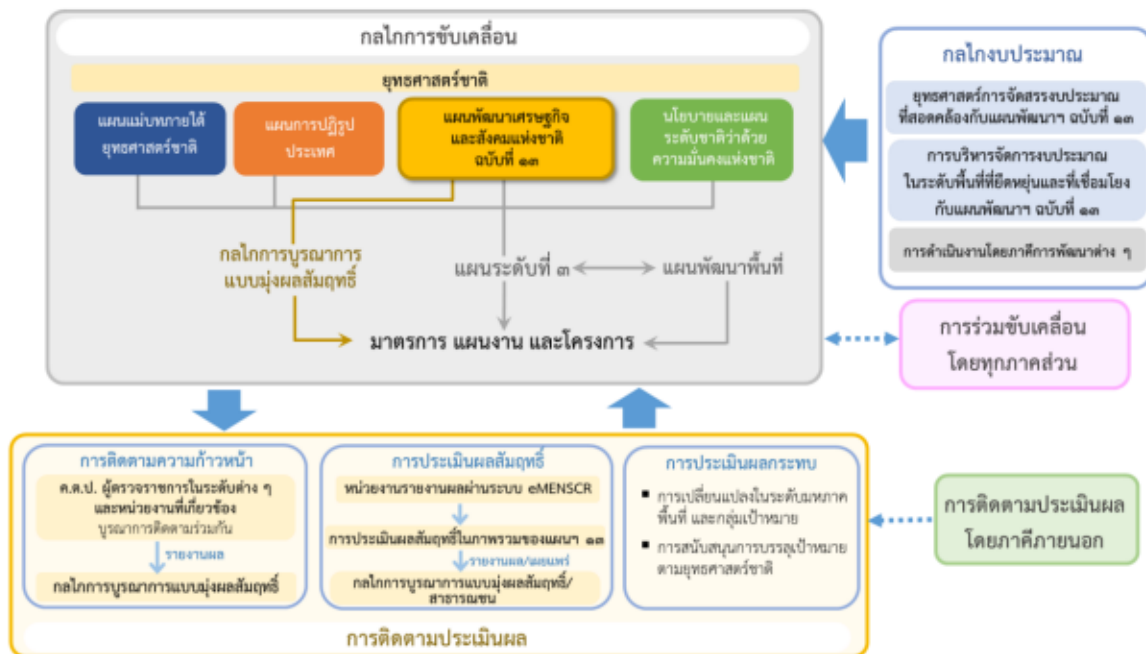 กลไกการขับเคลื่อน
ยุทธศาสตร์ชาติ
แผนแม่บทภายใต้
ยุทธศาสตร์ชาติ
แผนการปฏิรูป
ประเทศ
แผนพัฒนาเศรษฐกิจ
และสังคมแห่งชาติ
ฉบับที่ ๑๓
นโยบายและแผน
ระดับชาติว่าด้วย
ความมั่นคงแห่งชาติ
กลไกการบูรณาการ
แบบมุ่งผลสัมฤทธิ์
แผนระดับที่ ๓
แผนพัฒนาพื้นที่
มาตรการ แผนงาน และโครงการ
กลไกงบประมาณ
ยุทธศาสตร์การจัดสรรงบประมาณ
ที่สอดคล้องกับแผนพัฒนาฯ ฉบับที่ ๑๓
การบริหารจัดการงบประมาณ
ในระดับพื้นที่ที่ยืดหยุ่นและที่เชื่อมโยง
กับแผนพัฒนาฯ ฉบับที่ ๑๓
การดำเนินงานโดยภาคีการพัฒนาต่าง ๆ
การร่วมขับเคลื่อน
โดยทุกภาคส่วน
การติดตามความก้าวหน้า
ค.ต.ป. ผู้ตรวจราชการในระดับต่าง ๆ
และหน่วยงานที่เกี่ยวข้อง
บูรณาการติดตามร่วมกัน
รายงานผล
กลไกการบูรณาการแบบมุ่งผลสัมฤทธิ์
การประเมินผลสัมฤทธิ์
หน่วยงานรายงานผลผ่านระบบ eMENSCR
การประเมินผลสัมฤทธิ์ในภาพรวมของแผนฯ ๑๓
รายงานผล/เผยแพร่
กลไกการบูรณาการแบบมุ่งผลสัมฤทธิ์/
สาธารณชน
การประเมินผลกระทบ
▪ การเปลี่ยนแปลงในระดับมหภาค
พื้นที่ และกลุ่มเป้าหมาย
▪ การสนับสนุนการบรรลุเป้าหมาย
ตามยุทธศาสตร์ชาติ
การติดตามประเมินผล
การติดตามประเมินผล
โดยภาคีภายนอก